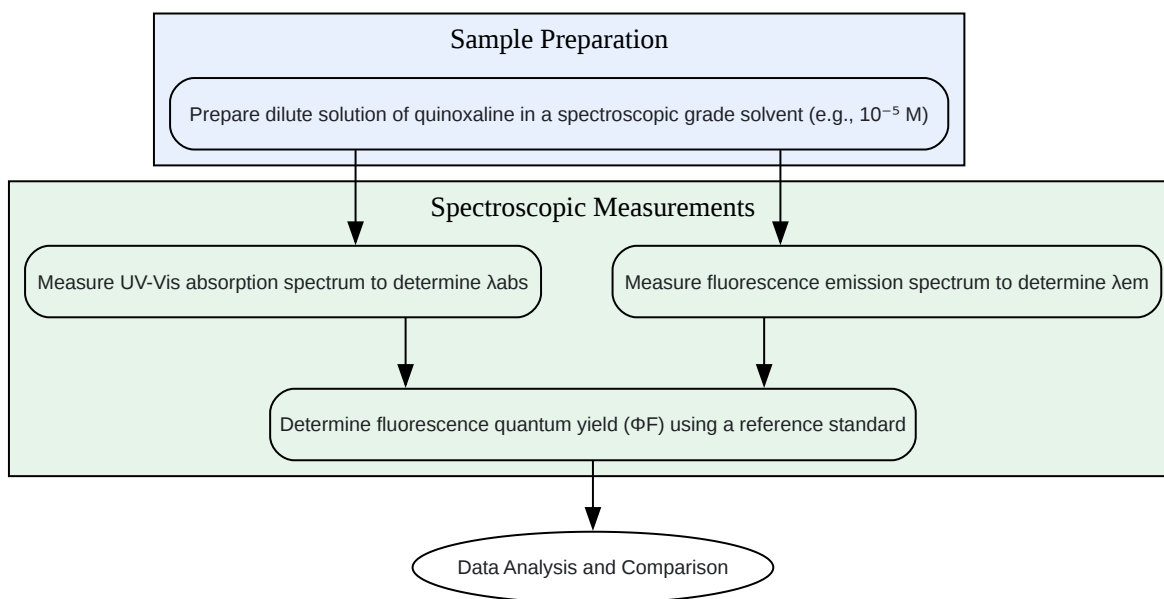 Sample Preparation
Prepare dilute solution of quinoxaline in a spectroscopic grade solvent (e.g., 10⁻⁵ M)
Spectroscopic Measurements
Measure UV-Vis absorption spectrum to determine λabs
Measure fluorescence emission spectrum to determine λem
Determine fluorescence quantum yield (ΦF) using a reference standard
Data Analysis and Comparison